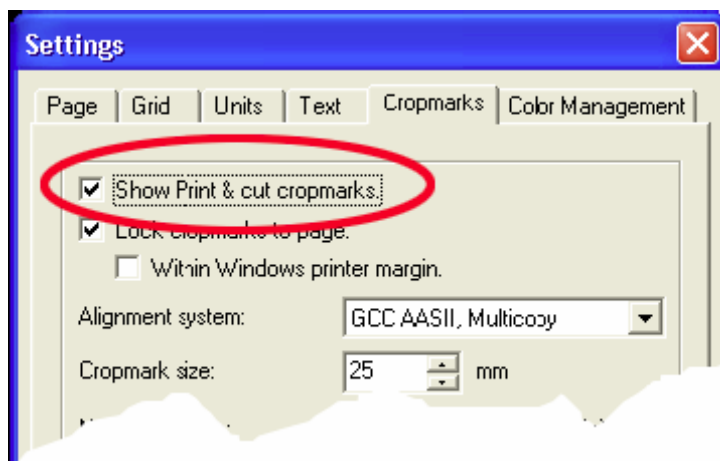 Settings
Page Grid Units Text Cropmarks Color Management
Show Print & cut cropmarks.
Lock cropmarks to page.
Within Windows printer margin.
Alignment system: GCC AASII, Multicopy
Cropmark size: 25 mm